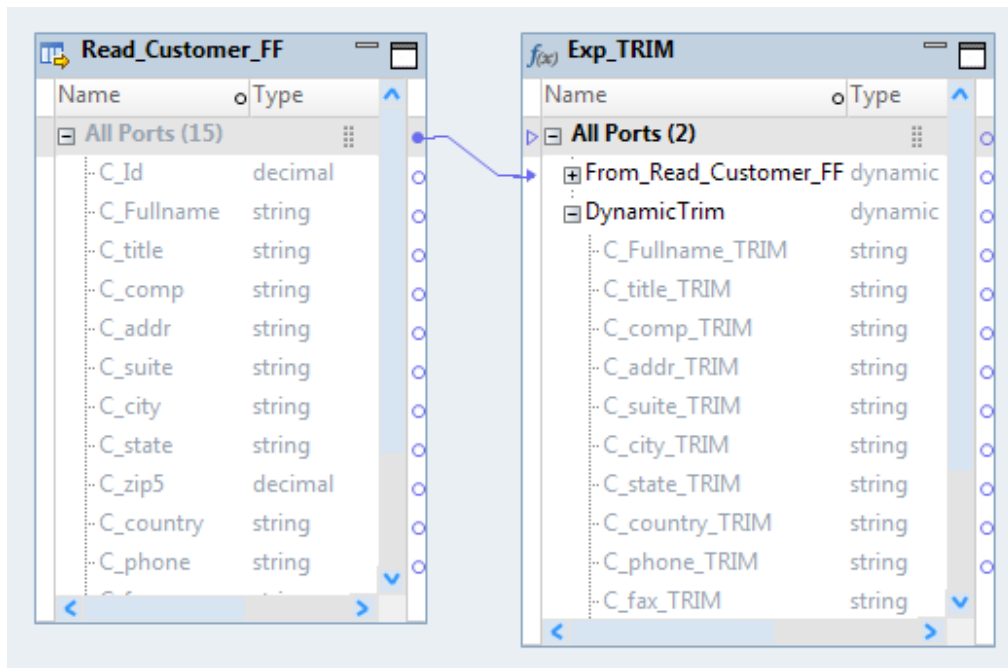 Read_Customer_FF
Name Type
All Ports (15)
C_Id decimal
C_Fullname string
C_title string
C_comp string
C_addr string
C_suite string
C_city string
C_state string
C_zip5 decimal
C_country string
C_phone string
f(x) Exp_TRIM
Name Type
All Ports (2)
From_Read_Customer_FF dynamic
DynamicTrim dynamic
C_Fullname_TRIM string
C_title_TRIM string
C_comp_TRIM string
C_addr_TRIM string
C_suite_TRIM string
C_city_TRIM string
C_state_TRIM string
C_country_TRIM string
C_phone_TRIM string
C_fax_TRIM string